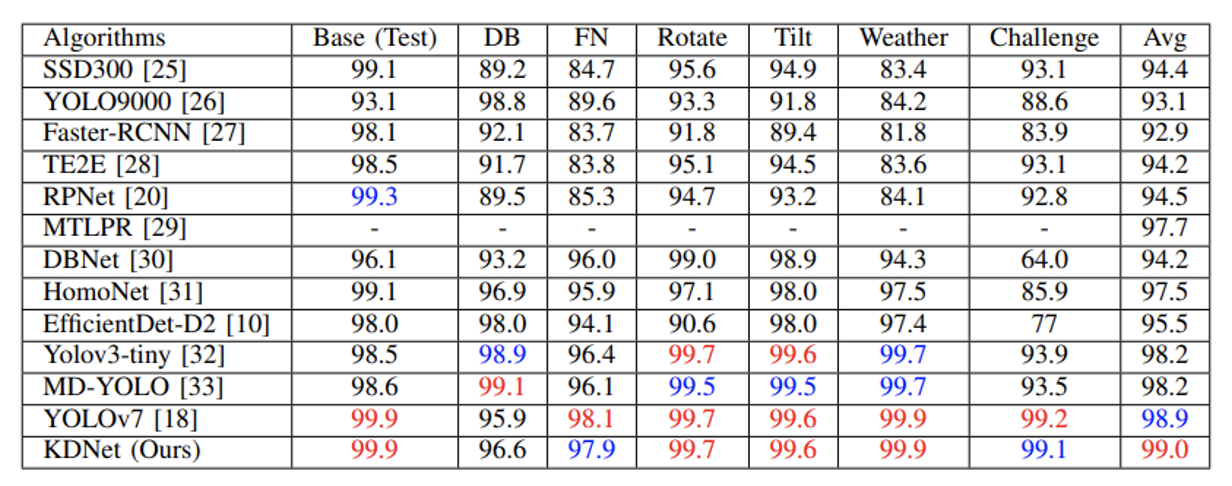 Algorithms Base (Test) DB FN Rotate Tilt Weather Challenge Avg
SSD300 [25] 99.1 89.2 84.7 95.6 94.9 83.4 93.1 94.4
YOLO9000 [26] 93.1 98.8 89.6 93.3 91.8 84.2 88.6 93.1
Faster-RCNN [27] 98.1 92.1 83.7 91.8 89.4 81.8 83.9 92.9
TE2E [28] 98.5 91.7 83.8 95.1 94.5 83.6 93.1 94.2
RPNet [20] 99.3 89.5 85.3 94.7 93.2 84.1 92.8 94.5
MTLPR [29] - - - - - - - 97.7
DBNet [30] 96.1 93.2 96.0 99.0 98.9 94.3 64.0 94.2
HomoNet [31] 99.1 96.9 95.9 97.1 98.0 97.5 85.9 97.5
EfficientDet-D2 [10] 98.0 98.0 94.1 90.6 98.0 97.4 77 95.5
Yolov3-tiny [32] 98.5 98.9 96.4 99.7 99.6 99.7 93.9 98.2
MD-YOLO [33] 98.6 99.1 96.1 99.5 99.5 99.7 93.5 98.2
YOLOv7 [18] 99.9 95.9 98.1 99.7 99.6 99.9 99.2 98.9
KDNet (Ours) 99.9 96.6 97.9 99.7 99.6 99.9 99.1 99.0